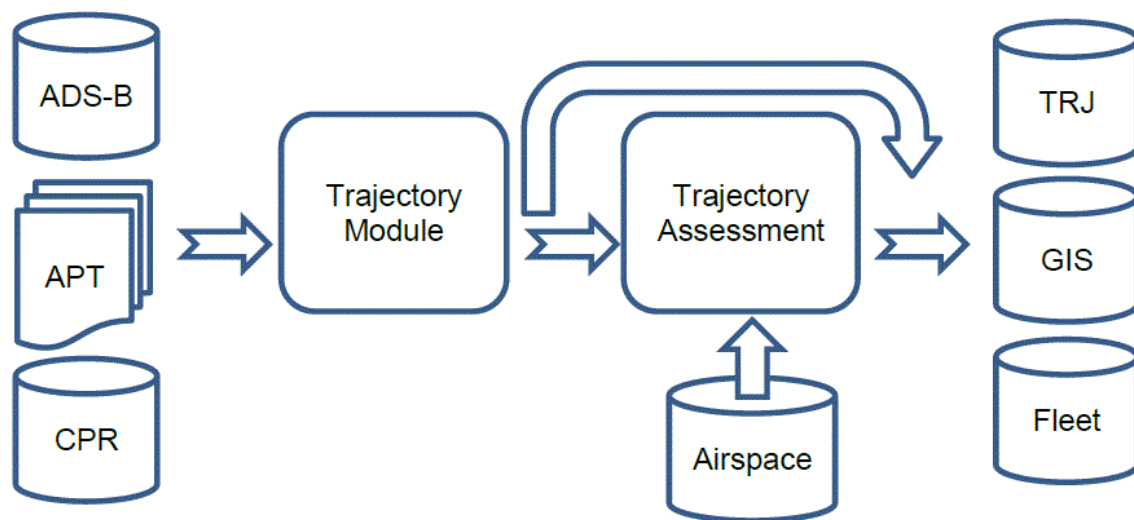 ADS-B
APT
CPR
Trajectory
Module
Trajectory
Assessment
Airspace
TRJ
GIS
Fleet